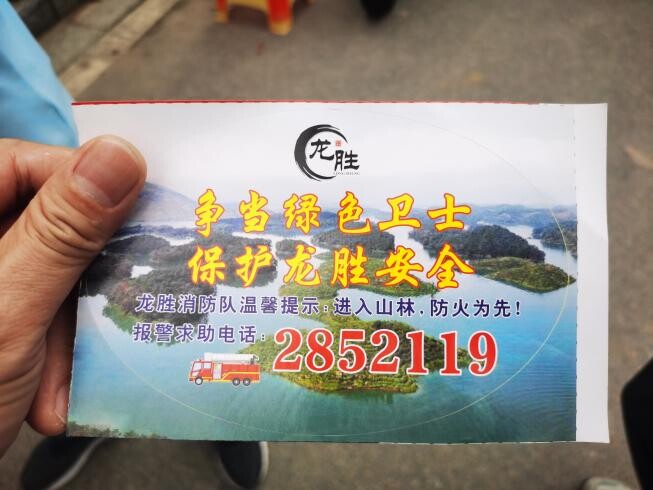 龙胜
争当绿色卫士
保护龙胜安全
龙胜消防队温馨提示：进入山林，防火为先！
报警求助电话：2852119